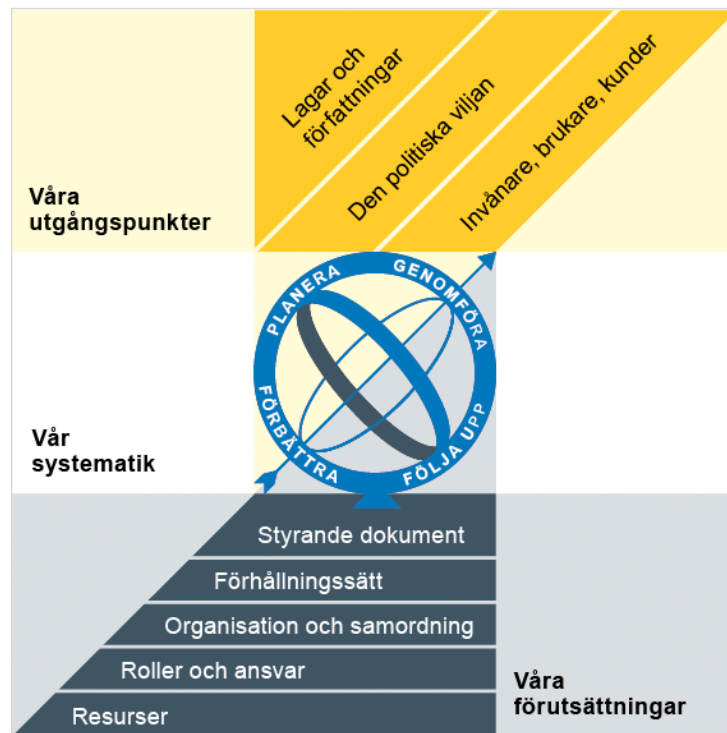 Lagar och
författningar
Den politiska viljan
Invånare, brukare, kunder
Våra
utgångspunkter
PLANERA
GENOMFÖRA
FÖLJA UPP
FÖRBÄTTRA
Vår
systematik
Styrande dokument
Förhållningssätt
Organisation och samordning
Roller och ansvar
Resurser
Våra
förutsättningar